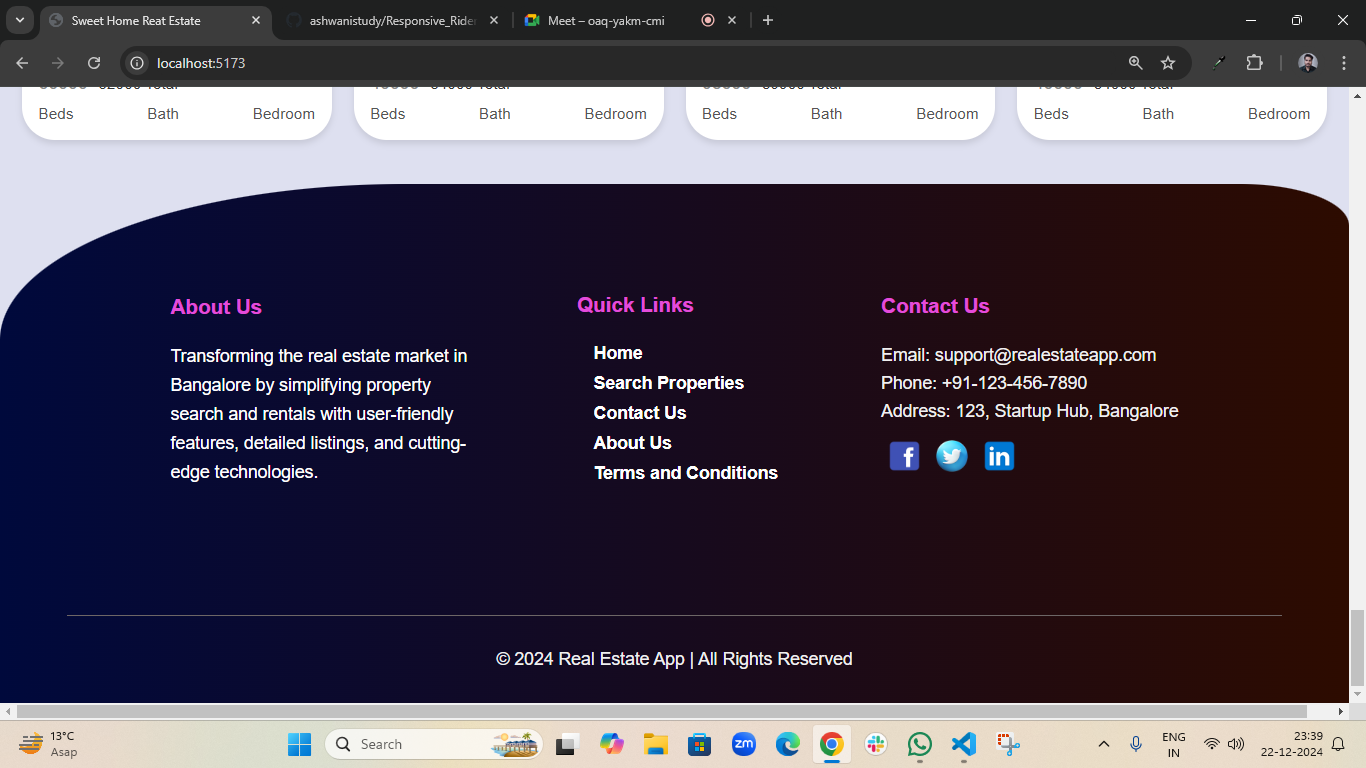 Sweet Home Reat Estate
ashwanistudy/Responsive_Rider
Meet – oaq-yakm-cmi
localhost:5173
Beds Bath Bedroom Beds Bath Bedroom Beds Bath Bedroom Beds Bath Bedroom
About Us
Transforming the real estate market in
Bangalore by simplifying property
search and rentals with user-friendly
features, detailed listings, and cutting-
edge technologies.
Quick Links
Home
Search Properties
Contact Us
About Us
Terms and Conditions
Contact Us
Email: support@realestateapp.com
Phone: +91-123-456-7890
Address: 123, Startup Hub, Bangalore
f
in
© 2024 Real Estate App | All Rights Reserved
13°C
Asap
Search
zm
ENG
IN
23:39
22-12-2024